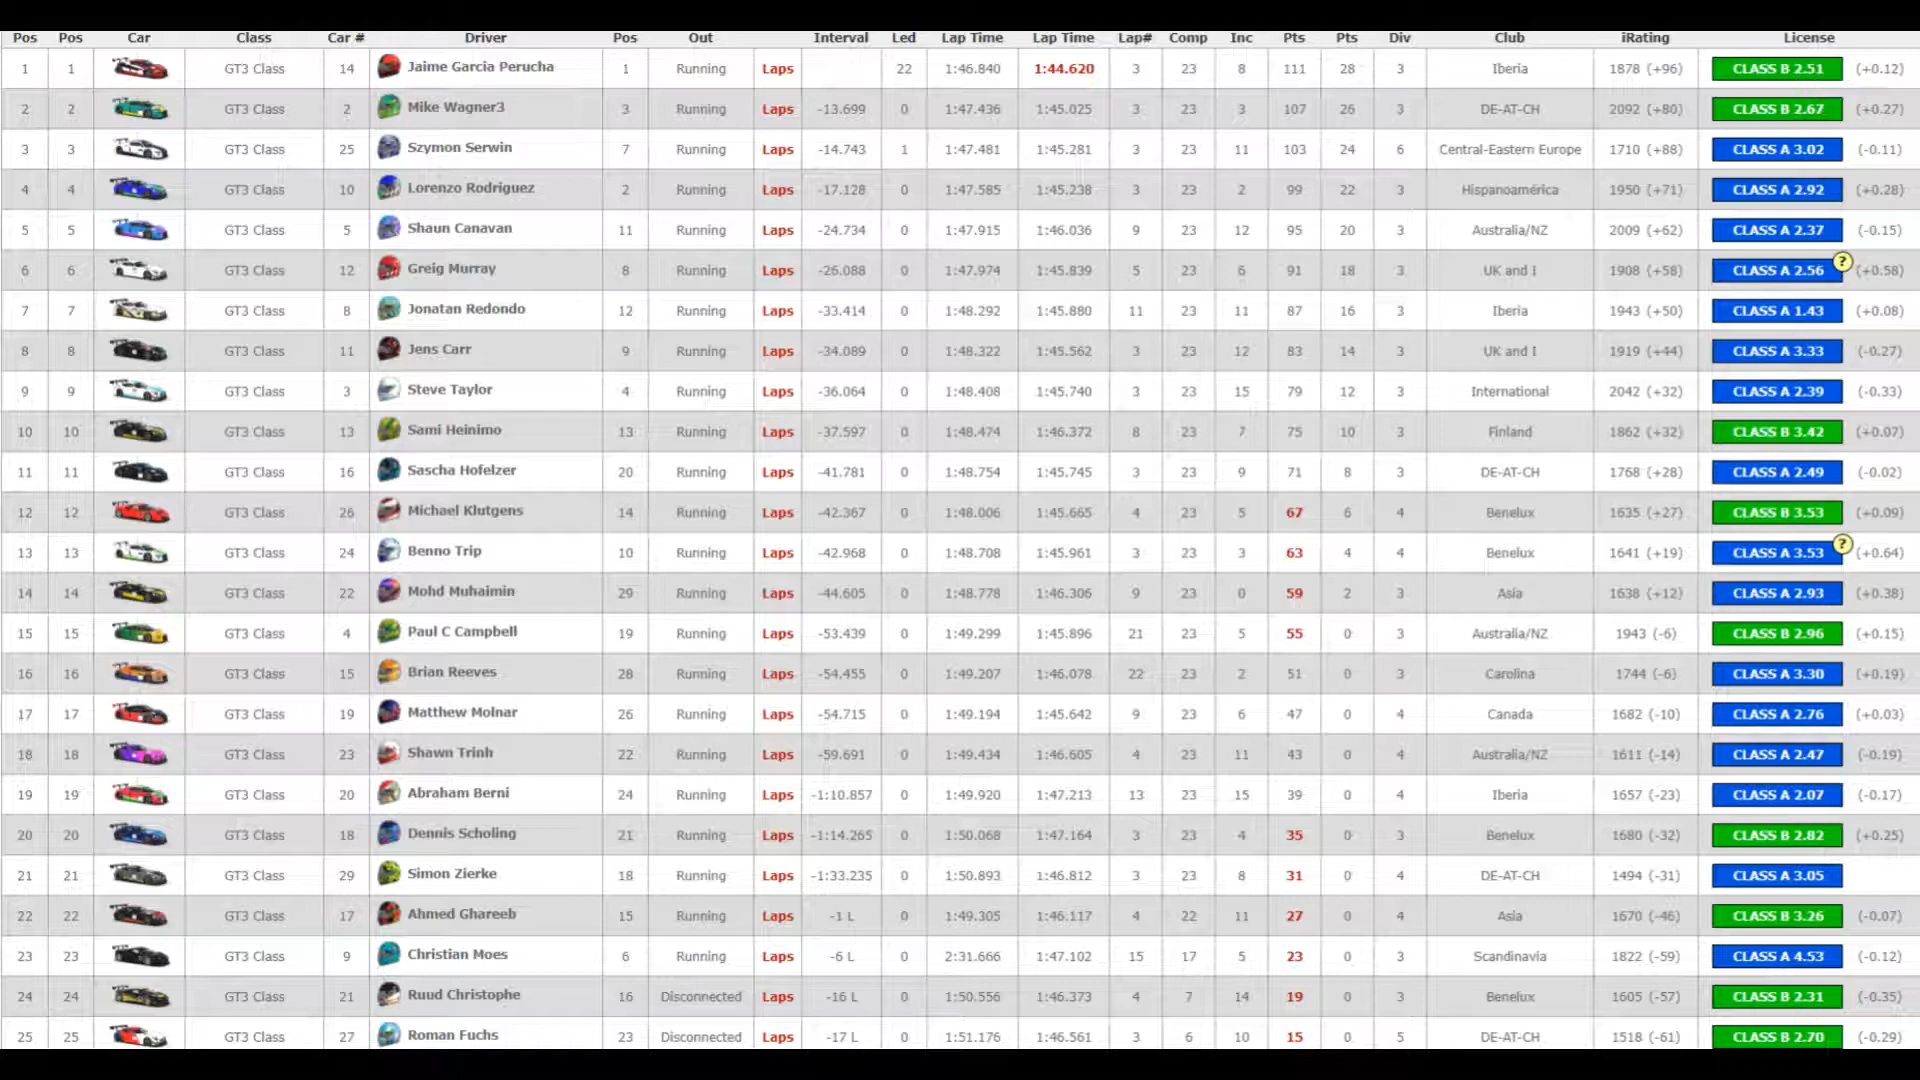 Pos Pos Car Class Car # Driver Pos Out Interval Led Lap Time Lap Time Lap# Comp Inc Pts Pts Div Club iRating License
1 1 GT3 Class 14 Jaime Garcia Perucha 1 Running Laps 22 1:46.840 1:44.620 3 23 8 111 28 3 Iberia 1878 (+96) CLASS B 2.51 (+0.12)
2 2 GT3 Class 2 Mike Wagner3 3 Running Laps -13.699 0 1:47.436 1:45.025 3 23 3 107 26 3 DE-AT-CH 2092 (+80) CLASS B 2.67 (+0.27)
3 3 GT3 Class 25 Szymon Serwin 7 Running Laps -14.743 1 1:47.481 1:45.281 3 23 11 103 24 6 Central-Eastern Europe 1710 (+88) CLASS A 3.02 (-0.11)
4 4 GT3 Class 10 Lorenzo Rodriguez 2 Running Laps -17.128 0 1:47.585 1:45.238 3 23 2 99 22 3 Hispanoamérica 1950 (+71) CLASS A 2.92 (+0.28)
5 5 GT3 Class 5 Shaun Canavan 11 Running Laps -24.734 0 1:47.915 1:46.036 9 23 12 95 20 3 Australia/NZ 2009 (+62) CLASS A 2.37 (-0.15)
6 6 GT3 Class 12 Greig Murray 8 Running Laps -26.088 0 1:47.974 1:45.839 5 23 6 91 18 3 UK and I 1908 (+58) CLASS A 2.56 ? (+0.58)
7 7 GT3 Class 8 Jonatan Redondo 12 Running Laps -33.414 0 1:48.292 1:45.880 11 23 11 87 16 3 Iberia 1943 (+50) CLASS A 1.43 (+0.08)
8 8 GT3 Class 11 Jens Carr 9 Running Laps -34.089 0 1:48.322 1:45.562 3 23 12 83 14 3 UK and I 1919 (+44) CLASS A 3.33 (-0.27)
9 9 GT3 Class 3 Steve Taylor 4 Running Laps -36.064 0 1:48.408 1:45.740 3 23 15 79 12 3 International 2042 (+32) CLASS A 2.39 (-0.33)
10 10 GT3 Class 13 Sami Heinimo 13 Running Laps -37.597 0 1:48.474 1:46.372 8 23 7 75 10 3 Finland 1862 (+32) CLASS B 3.42 (+0.07)
11 11 GT3 Class 16 Sascha Hofelzer 20 Running Laps -41.781 0 1:48.754 1:45.745 3 23 9 71 8 3 DE-AT-CH 1768 (+28) CLASS A 2.49 (-0.02)
12 12 GT3 Class 26 Michael Klutgens 14 Running Laps -42.367 0 1:48.006 1:45.665 4 23 5 67 6 4 Benelux 1635 (+27) CLASS B 3.53 (+0.09)
13 13 GT3 Class 24 Benno Trip 10 Running Laps -42.968 0 1:48.708 1:45.961 3 23 3 63 4 4 Benelux 1641 (+19) CLASS A 3.53 ? (+0.64)
14 14 GT3 Class 22 Mohd Muhaimin 29 Running Laps -44.605 0 1:48.778 1:46.306 9 23 0 59 2 3 Asia 1638 (+12) CLASS A 2.93 (+0.38)
15 15 GT3 Class 4 Paul C Campbell 19 Running Laps -53.439 0 1:49.299 1:45.896 21 23 5 55 0 3 Australia/NZ 1943 (-6) CLASS B 2.96 (+0.15)
16 16 GT3 Class 15 Brian Reeves 28 Running Laps -54.455 0 1:49.207 1:46.078 22 23 2 51 0 3 Carolina 1744 (-6) CLASS A 3.30 (+0.19)
17 17 GT3 Class 19 Matthew Molnar 26 Running Laps -54.715 0 1:49.194 1:45.642 9 23 6 47 0 4 Canada 1682 (-10) CLASS A 2.76 (+0.03)
18 18 GT3 Class 23 Shawn Trinh 22 Running Laps -59.691 0 1:49.434 1:46.605 4 23 11 43 0 4 Australia/NZ 1611 (-14) CLASS A 2.47 (-0.19)
19 19 GT3 Class 20 Abraham Berni 24 Running Laps -1:10.857 0 1:49.920 1:47.213 13 23 15 39 0 4 Iberia 1657 (-23) CLASS A 2.07 (-0.17)
20 20 GT3 Class 18 Dennis Scholing 21 Running Laps -1:14.265 0 1:50.068 1:47.164 3 23 4 35 0 3 Benelux 1680 (-32) CLASS B 2.82 (+0.25)
21 21 GT3 Class 29 Simon Zierke 18 Running Laps -1:33.235 0 1:50.893 1:46.812 3 23 8 31 0 4 DE-AT-CH 1494 (-31) CLASS A 3.05
22 22 GT3 Class 17 Ahmed Ghareeb 15 Running Laps -1 L 0 1:49.305 1:46.117 4 22 11 27 0 4 Asia 1670 (-46) CLASS B 3.26 (-0.07)
23 23 GT3 Class 9 Christian Moes 6 Running Laps -6 L 0 2:31.666 1:47.102 15 17 5 23 0 3 Scandinavia 1822 (-59) CLASS A 4.53 (-0.12)
24 24 GT3 Class 21 Ruud Christophe 16 Disconnected Laps -16 L 0 1:50.556 1:46.373 4 7 14 19 0 3 Benelux 1605 (-57) CLASS B 2.31 (-0.35)
25 25 GT3 Class 27 Roman Fuchs 23 Disconnected Laps -17 L 0 1:51.176 1:46.561 3 6 10 15 0 5 DE-AT-CH 1518 (-61) CLASS B 2.70 (-0.29)